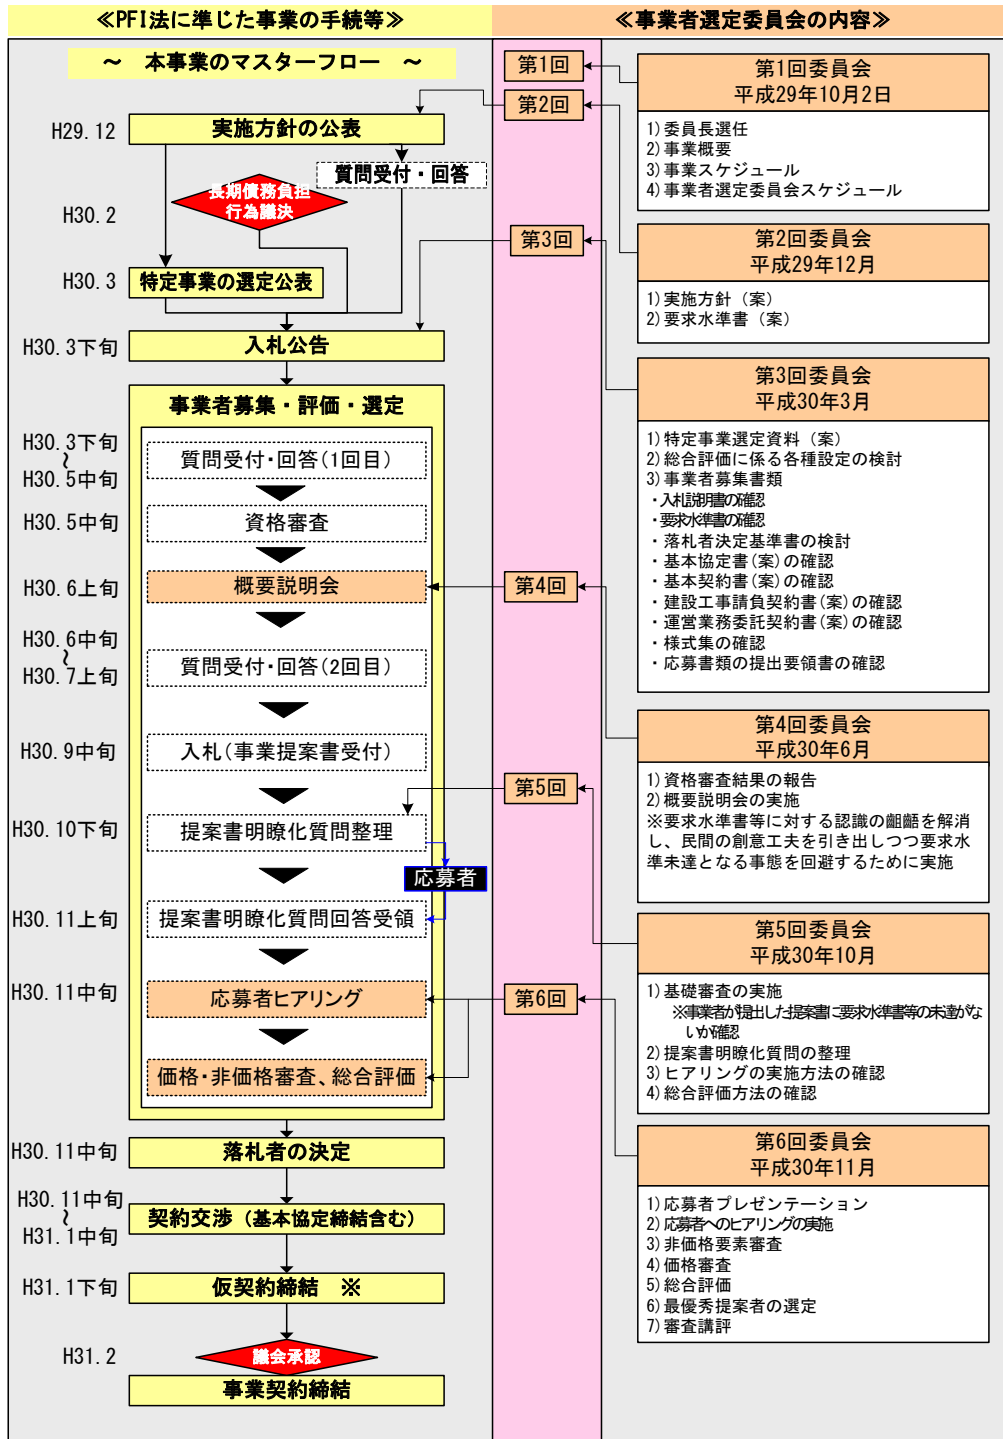 ≪PFI法に準じた事業の手続等≫
～ 本事業のマスターフロー ～
H29.12
実施方針の公表
質問受付・回答
長期債務負担
行為議決
H30.2
H30.3
特定事業の選定公表
H30.3下旬
入札公告
事業者募集・評価・選定
H30.3下旬
～
H30.5中旬
質問受付・回答(1回目)
H30.5中旬
資格審査
H30.6上旬
概要説明会
H30.6中旬
～
H30.7上旬
質問受付・回答(2回目)
H30.9中旬
入札(事業提案書受付)
H30.10下旬
提案書明瞭化質問整理
応募者
H30.11上旬
提案書明瞭化質問回答受領
H30.11中旬
応募者ヒアリング
価格・非価格審査、総合評価
H30.11中旬
落札者の決定
H30.11中旬
～
H31.1中旬
契約交渉（基本協定締結含む）
H31.1下旬
仮契約締結　※
H31.2
議会承認
事業契約締結
≪事業者選定委員会の内容≫
第1回
第2回
第3回
第4回
第5回
第6回
第1回委員会
平成29年10月2日
1)委員長選任
2)事業概要
3)事業スケジュール
4)事業者選定委員会スケジュール
第2回委員会
平成29年12月
1)実施方針（案）
2)要求水準書（案）
第3回委員会
平成30年3月
1)特定事業選定資料（案）
2)総合評価に係る各種設定の検討
3)事業者募集書類
・入札説明書の確認
・要求水準書の確認
・落札者決定基準書の検討
・基本協定書(案)の確認
・基本契約書(案)の確認
・建設工事請負契約書(案)の確認
・運営業務委託契約書(案)の確認
・様式集の確認
・応募書類の提出要領書の確認
第4回委員会
平成30年6月
1)資格審査結果の報告
2)概要説明会の実施
※要求水準書等に対する認識の齟齬を解消
し、民間の創意工夫を引き出しつつ要求水
準未達となる事態を回避するために実施
第5回委員会
平成30年10月
1)基礎審査の実施
※事業者が提出した提案書に要求水準書等の未達がな
いか確認
2)提案書明瞭化質問の整理
3)ヒアリングの実施方法の確認
4)総合評価方法の確認
第6回委員会
平成30年11月
1)応募者プレゼンテーション
2)応募者へのヒアリングの実施
3)非価格要素審査
4)価格審査
5)総合評価
6)最優秀提案者の選定
7)審査講評